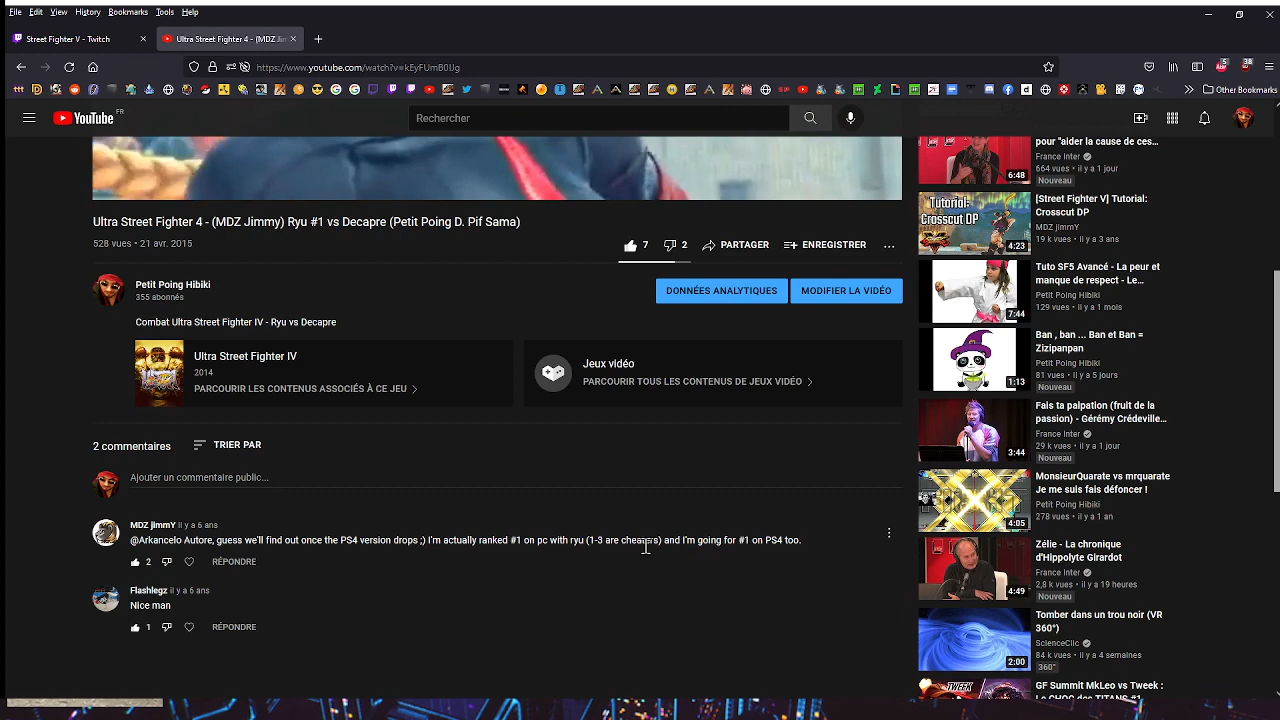 File Edit View History Bookmarks Tools Help
Street Fighter V - Twitch
Ultra Street Fighter 4 - (MDZ Jim
https://www.youtube.com/watch?v=kEyFUmB0lUg
Other Bookmarks
YouTube FR
Rechercher
Ultra Street Fighter 4 - (MDZ Jimmy) Ryu #1 vs Decapre (Petit Poing D. Pif Sama)
528 vues • 21 avr. 2015
7
2
PARTAGER
ENREGISTRER
Petit Poing Hibiki
355 abonnés
DONNÉES ANALYTIQUES
MODIFIER LA VIDÉO
Combat Ultra Street Fighter IV - Ryu vs Decapre
Ultra Street Fighter IV
2014
PARCOURIR LES CONTENUS ASSOCIÉS À CE JEU
Jeux vidéo
PARCOURIR TOUS LES CONTENUS DE JEUX VIDÉO
2 commentaires
TRIER PAR
Ajouter un commentaire public...
MDZ jimmY il y a 6 ans
@Arkancelo Autore, guess we'll find out once the PS4 version drops ;) I'm actually ranked #1 on pc with ryu (1-3 are cheaters) and I'm going for #1 on PS4 too.
2
RÉPONDRE
Flashlegz il y a 6 ans
NIce man
1
RÉPONDRE
pour "aider la cause de ces...
France Inter
664 vues • il y a 1 jour
Nouveau
6:48
Tutorial:
Crosscut DP
4:23
[Street Fighter V] Tutorial:
Crosscut DP
MDZ jimmY
19 k vues • il y a 3 ans
7:44
Tuto SF5 Avancé - La peur et
manque de respect - Le...
Petit Poing Hibiki
129 vues • il y a 1 mois
1:13
Ban , ban ... Ban et Ban =
Zizipanpan
Petit Poing Hibiki
81 vues • il y a 5 jours
Nouveau
3:44
Fais ta palpation (fruit de la
passion) - Gérémy Crédeville...
France Inter
29 k vues • il y a 1 jour
Nouveau
4:05
MonsieurQuarate vs mrquarate
Je me suis fais défoncer !
Petit Poing Hibiki
278 vues • il y a 1 an
4:49
Zélie - La chronique
d'Hippolyte Girardot
France Inter
2,8 k vues • il y a 19 heures
Nouveau
2:00
Tomber dans un trou noir (VR
360°)
ScienceClic
84 k vues • il y a 4 semaines
360°
TWEEK
GF Summit MkLeo vs Tweek :
Le CHOC des TITANS #1